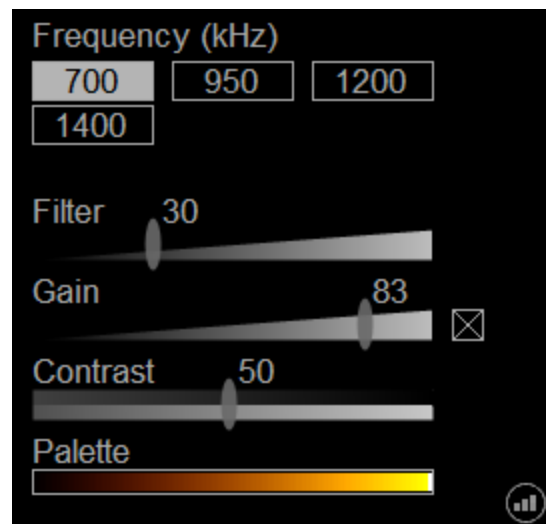 Frequency (kHz)
700 950 1200
1400
Filter 30
Gain 83
Contrast 50
Palette